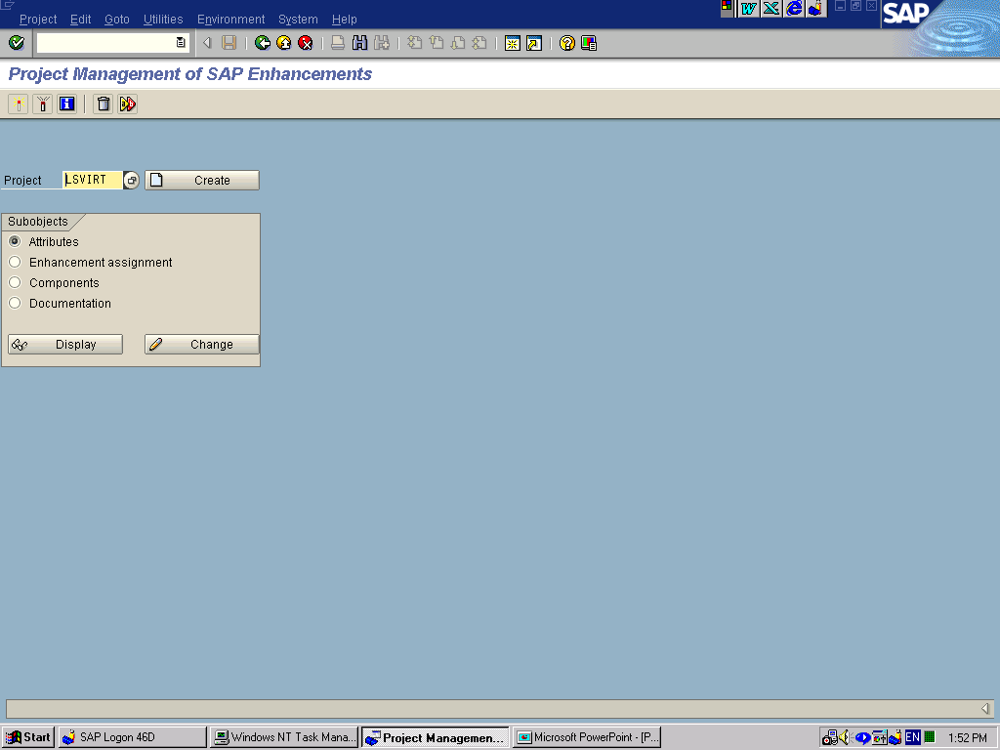 Project Edit Goto Utilities Environment System Help
SAP
Project Management of SAP Enhancements
Project LSVIRT Create
Subobjects
Attributes
Enhancement assignment
Components
Documentation
Display Change
Start SAP Logon 46D Windows NT Task Mana... Project Managemen... Microsoft PowerPoint - [P... EN 1:52 PM